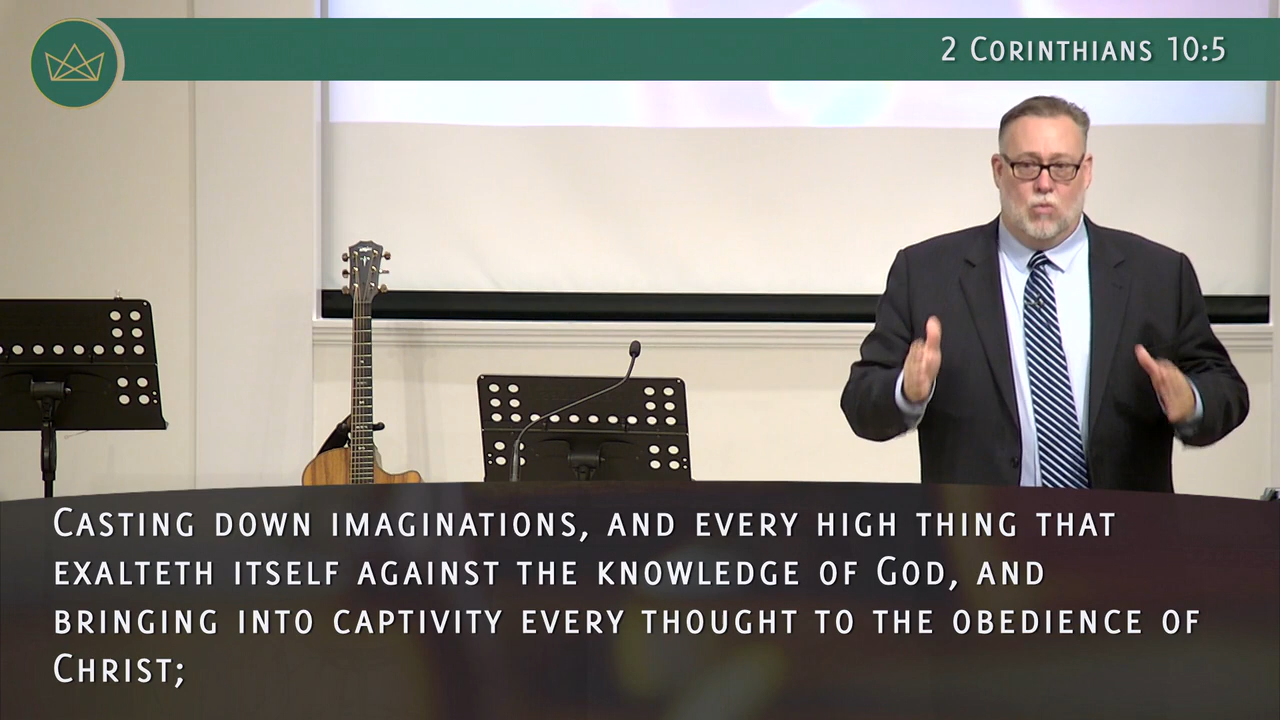 2 Corinthians 10:5
Casting down imaginations, and every high thing that
exalteth itself against the knowledge of God, and
bringing into captivity every thought to the obedience of
Christ;